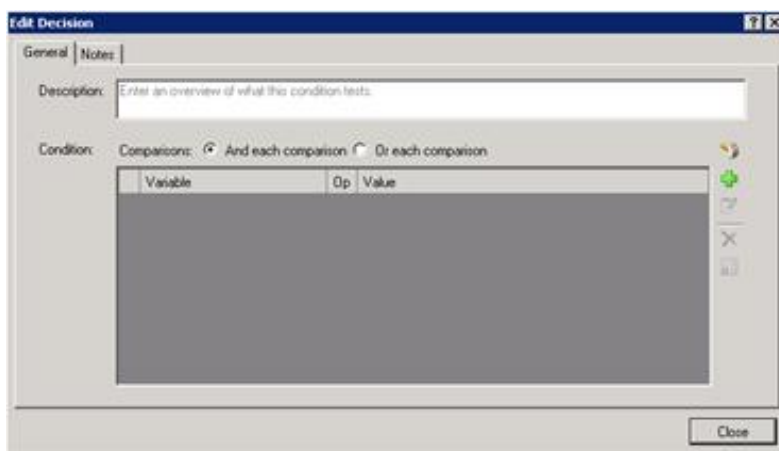 Edit Decision
General Notes
Description: Enter an overview of what this condition tests.
Condition: Comparisons: And each comparison Or each comparison
Variable Op Value
Close